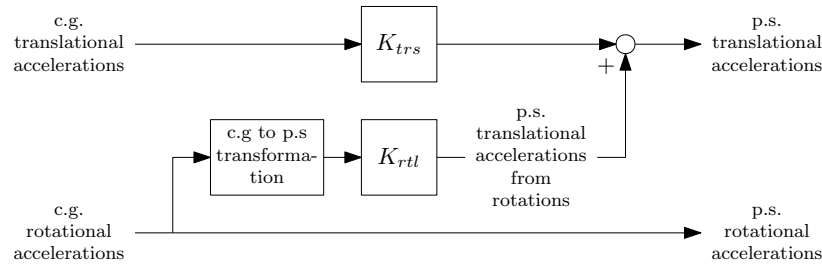 c.g.
translational
accelerations
K_trs
p.s.
translational
accelerations
+
c.g to p.s
transforma-
tion
K_rtl
p.s.
translational
accelerations
from
rotations
c.g.
rotational
accelerations
p.s.
rotational
accelerations